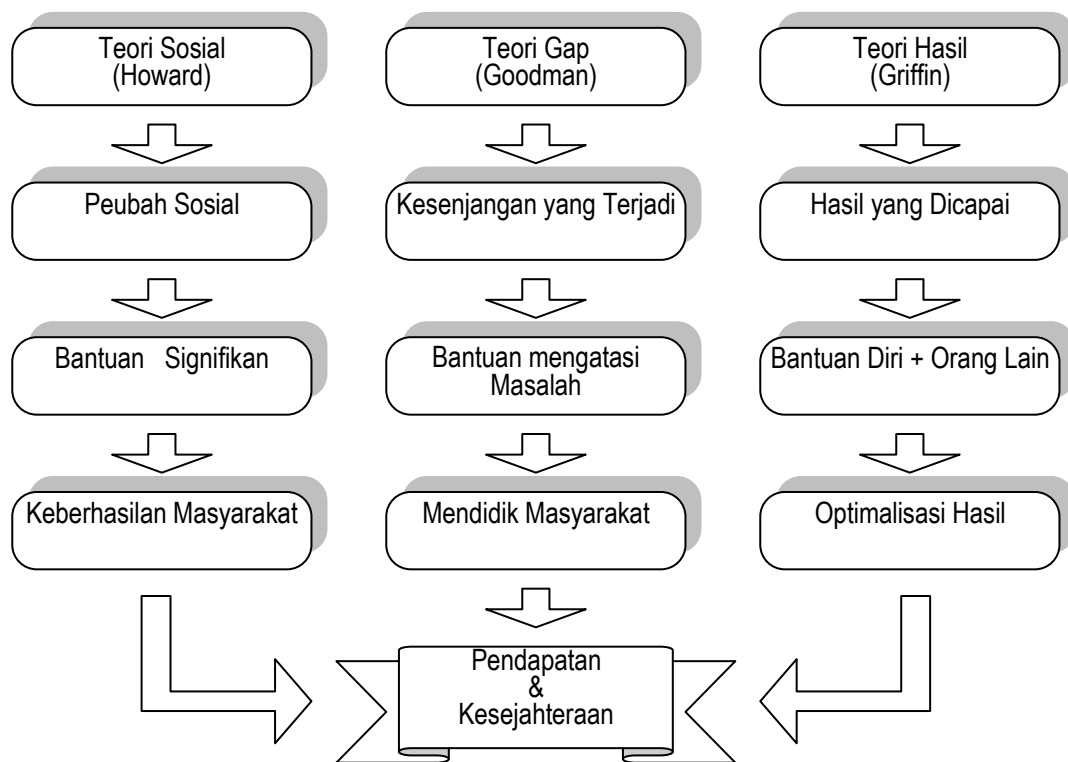 Teori Sosial
(Howard)
Teori Gap
(Goodman)
Teori Hasil
(Griffin)
Peubah Sosial
Kesenjangan yang Terjadi
Hasil yang Dicapai
Bantuan Signifikan
Bantuan mengatasi
Masalah
Bantuan Diri + Orang Lain
Keberhasilan Masyarakat
Mendidik Masyarakat
Optimalisasi Hasil
Pendapatan
&
Kesejahteraan